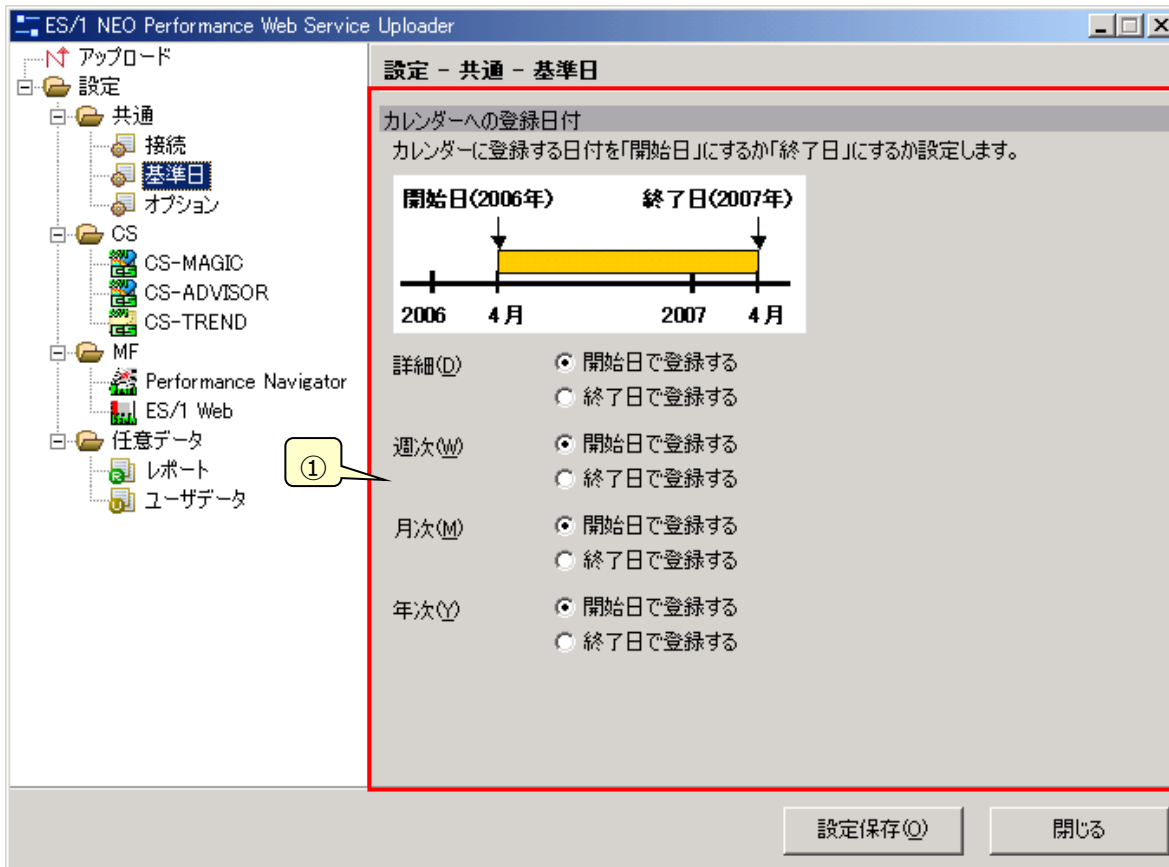 ES/1 NEO Performance Web Service Uploader
アップロード
設定
共通
接続
基準日
オプション
CS
CS-MAGIC
CS-ADVISOR
CS-TREND
MF
Performance Navigator
ES/1 Web
任意データ
レポート
ユーザデータ
①
設定 - 共通 - 基準日
カレンダーへの登録日付
カレンダーに登録する日付を「開始日」にするか「終了日」にするか設定します。
開始日(2006年) 終了日(2007年)
2006 4月 2007 4月
詳細(D) 開始日で登録する
終了日で登録する
週次(W) 開始日で登録する
終了日で登録する
月次(M) 開始日で登録する
終了日で登録する
年次(Y) 開始日で登録する
終了日で登録する
設定保存(O) 閉じる